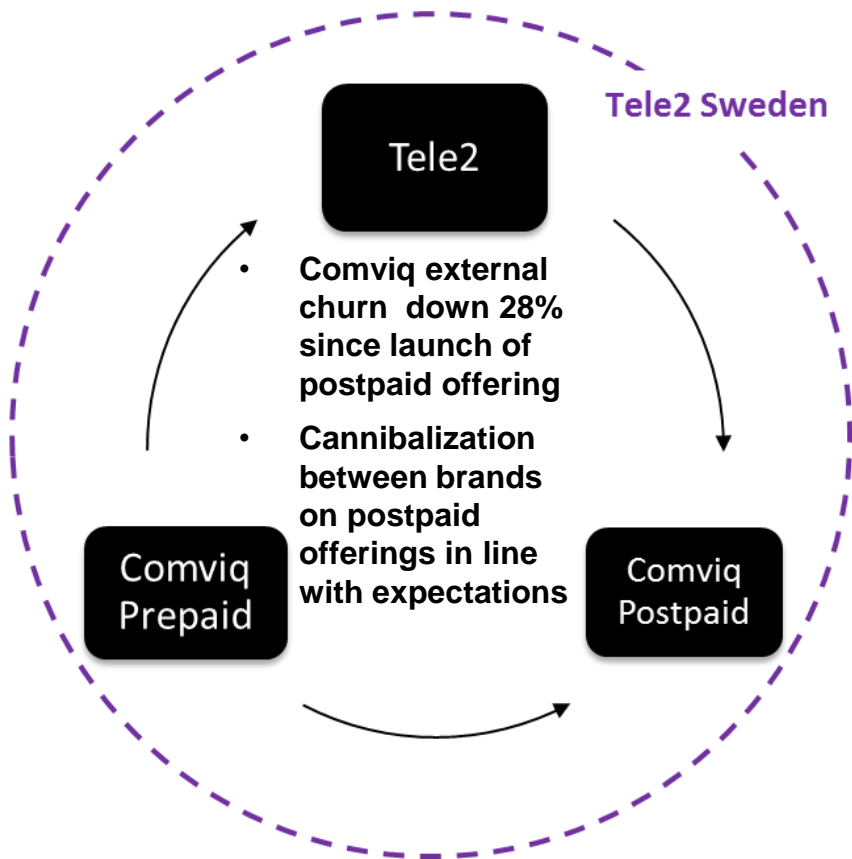 Tele2 Sweden
Tele2
• Comviq external
churn down 28%
since launch of
postpaid offering
• Cannibalization
between brands
on postpaid
offerings in line
with expectations
Comviq
Prepaid
Comviq
Postpaid